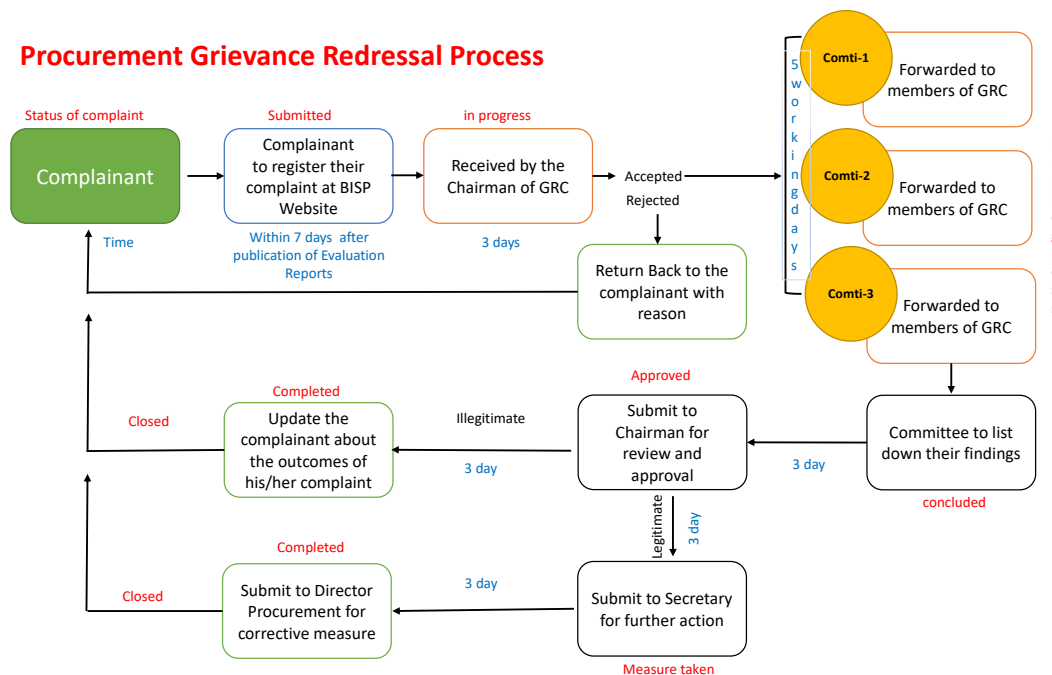 Procurement Grievance Redressal Process
Status of complaint
Complainant
Time
Submitted
Complainant
to register their
complaint at BISP
Website
Within 7 days after
publication of Evaluation
Reports
in progress
Received by the
Chairman of GRC
3 days
Accepted
Rejected
Return Back to the
complainant with
reason
5 working days
Comti-1
Forwarded to
members of GRC
Comti-2
Forwarded to
members of GRC
Comti-3
Forwarded to
members of GRC
Committee to list
down their findings
concluded
3 day
Approved
Submit to
Chairman for
review and
approval
Illegitimate
3 day
Completed
Update the
complainant about
the outcomes of
his/her complaint
Closed
Legitimate
3 day
Submit to Secretary
for further action
Measure taken
3 day
Completed
Submit to Director
Procurement for
corrective measure
Closed